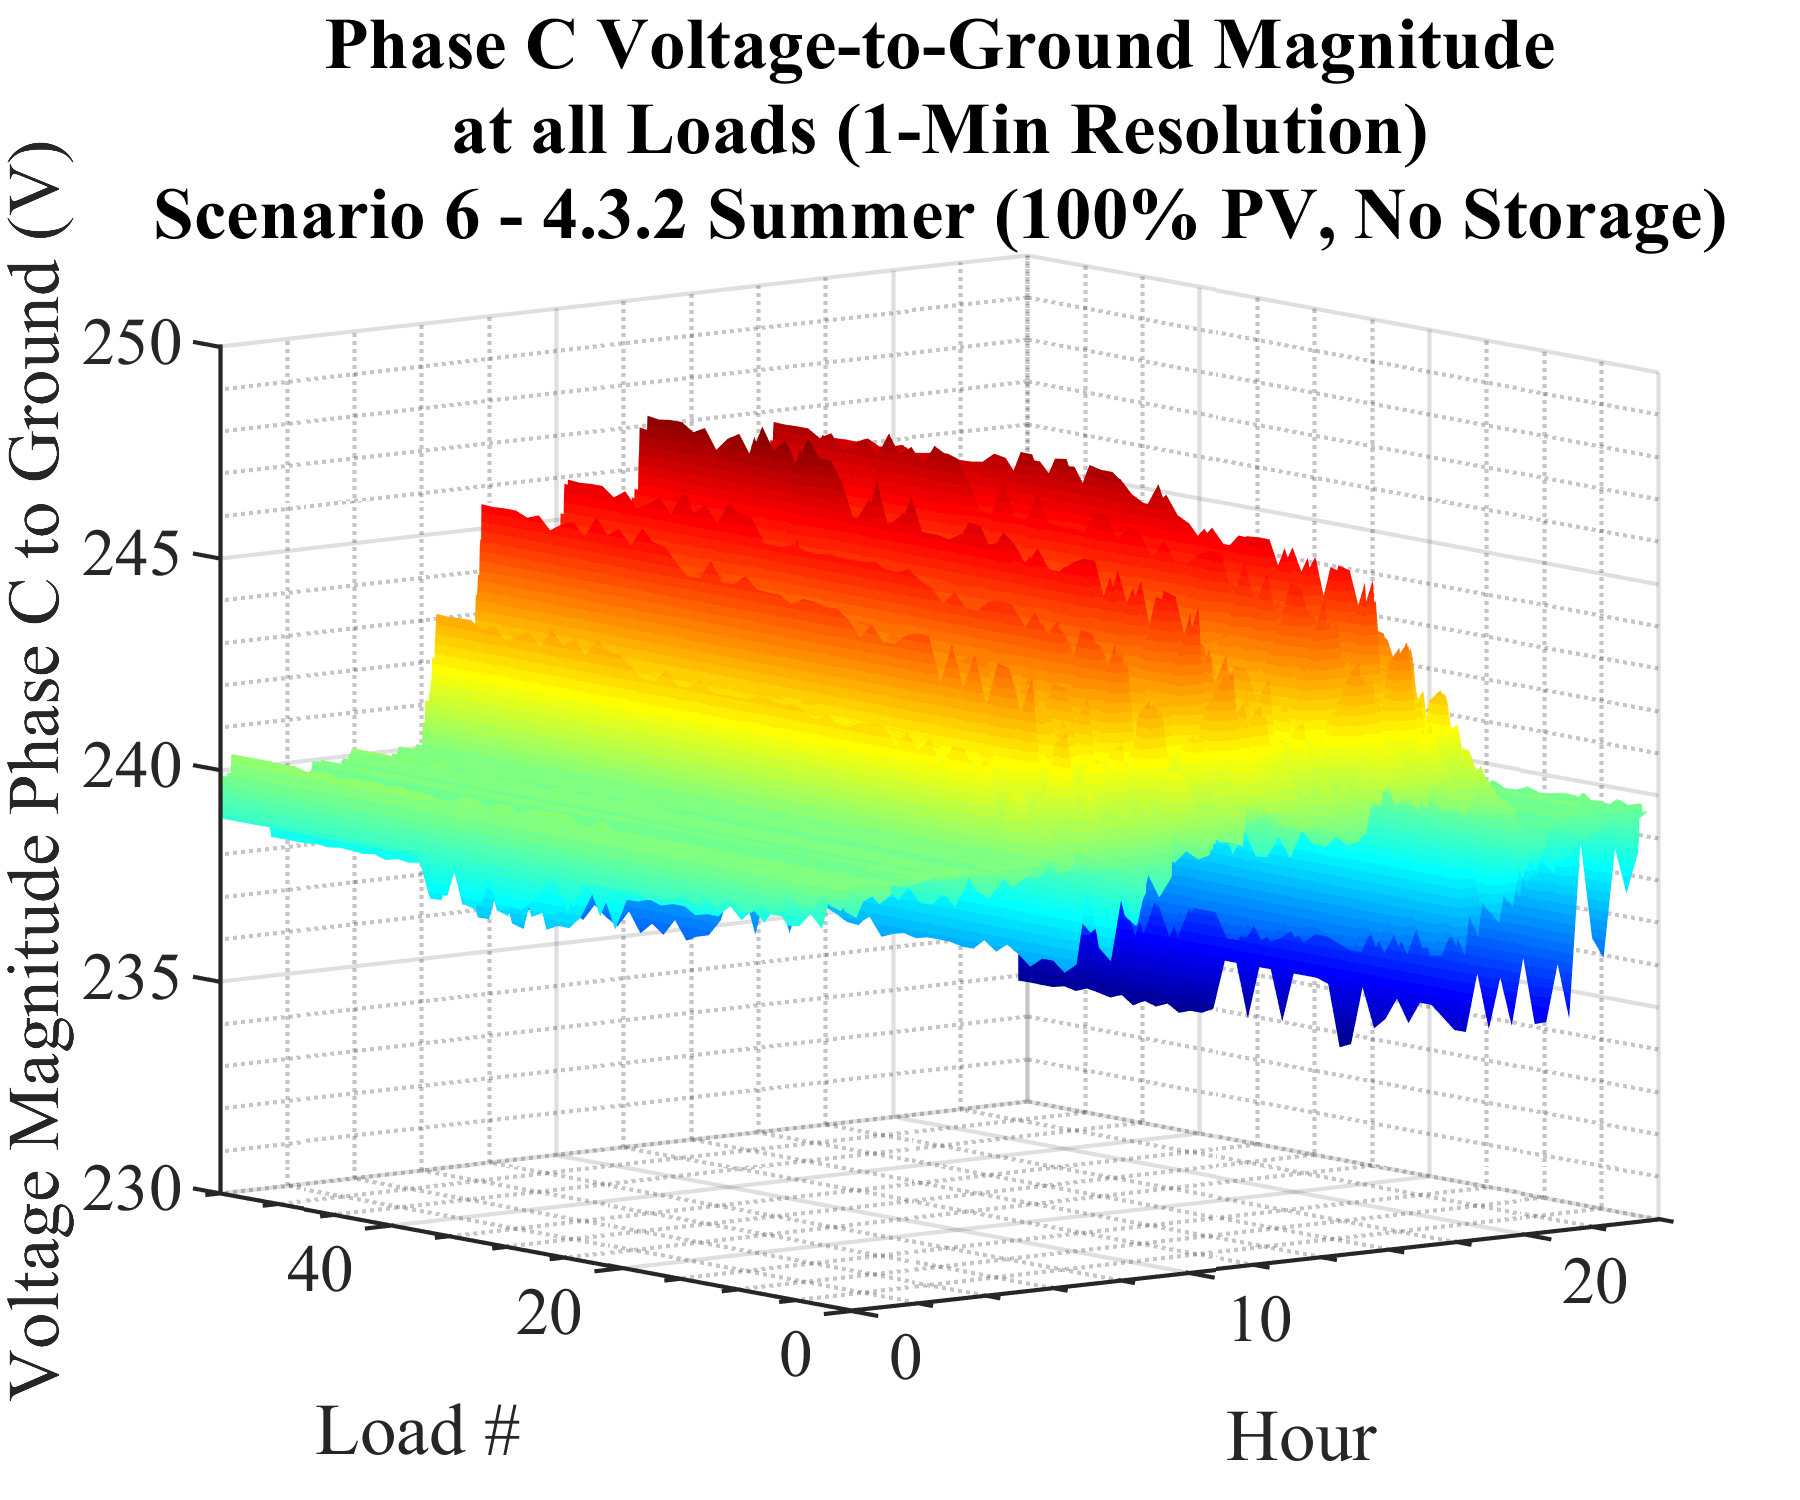 Phase C Voltage-to-Ground Magnitude
at all Loads (1-Min Resolution)
Scenario 6 - 4.3.2 Summer (100% PV, No Storage)
Voltage Magnitude Phase C to Ground (V)
250
245
240
235
230
40
20
0
0
10
20
Load #
Hour